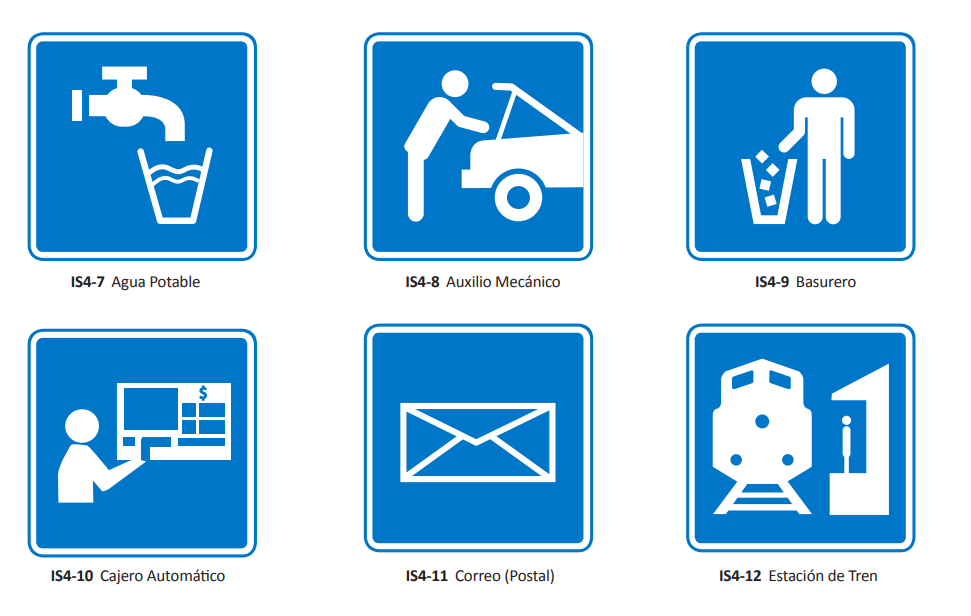 IS4-7 Agua Potable
IS4-8 Auxilio Mecánico
IS4-9 Basurero
$
IS4-10 Cajero Automático
IS4-11 Correo (Postal)
IS4-12 Estación de Tren